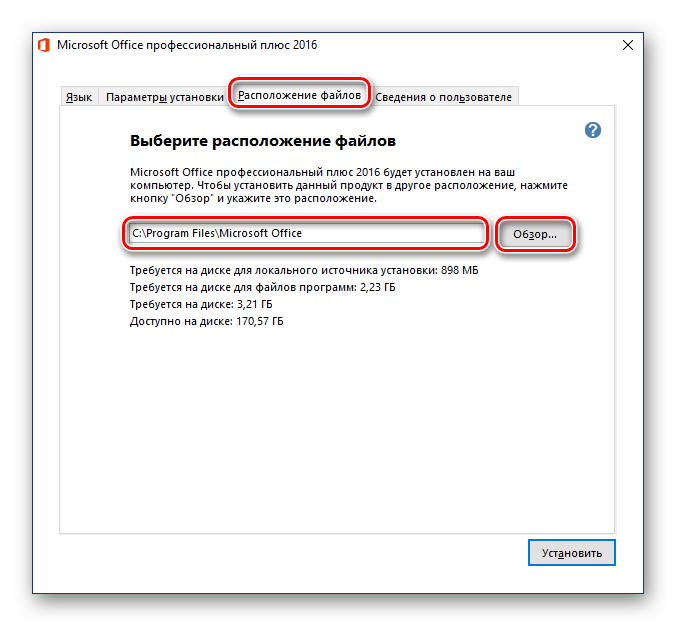 Microsoft Office профессиональный плюс 2016
Язык Параметры установки Расположение файлов Сведения о пользователе
Выберите расположение файлов
?
Microsoft Office профессиональный плюс 2016 будет установлен на ваш
компьютер. Чтобы установить данный продукт в другое расположение, нажмите
кнопку "Обзор" и укажите это расположение.
C:\Program Files\Microsoft Office Обзор...
Требуется на диске для локального источника установки: 898 МБ
Требуется на диске для файлов программ: 2,23 ГБ
Требуется на диске: 3,21 ГБ
Доступно на диске: 170,57 ГБ
Установить